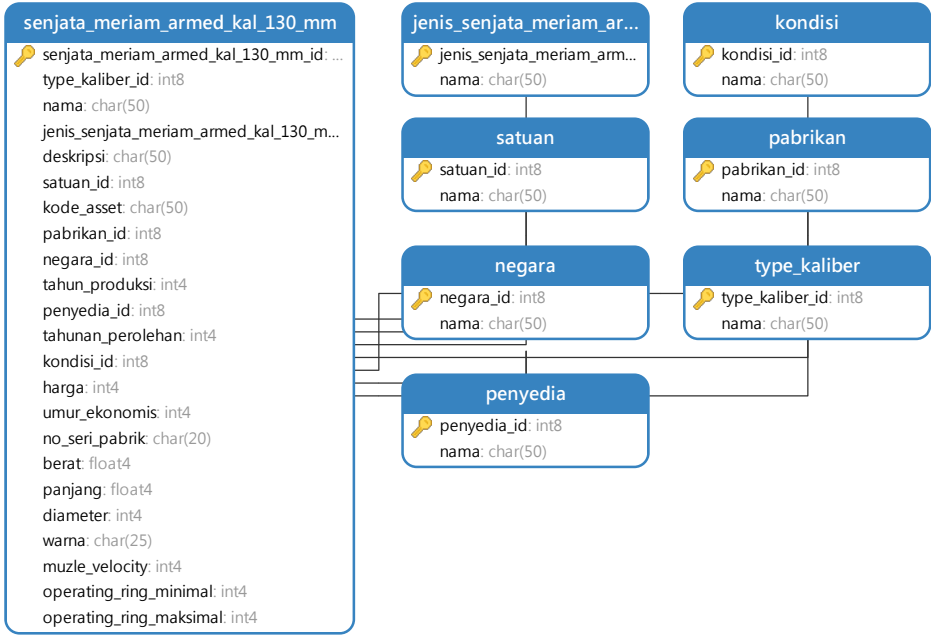 senjata_meriam_armed_kal_130_mm
senjata_meriam_armed_kal_130_mm_id: ...
type_kaliber_id: int8
nama: char(50)
jenis_senjata_meriam_armed_kal_130_m...
deskripsi: char(50)
satuan_id: int8
kode_asset: char(50)
pabrikan_id: int8
negara_id: int8
tahun_produksi: int4
penyedia_id: int8
tahunan_perolehan: int4
kondisi_id: int8
harga: int4
umur_ekonomis: int4
no_seri_pabrik: char(20)
berat: float4
panjang: float4
diameter: int4
warna: char(25)
muzle_velocity: int4
operating_ring_minimal: int4
operating_ring_maksimal: int4
jenis_senjata_meriam_ar...
jenis_senjata_meriam_arm...
nama: char(50)
kondisi
kondisi_id: int8
nama: char(50)
satuan
satuan_id: int8
nama: char(50)
pabrikan
pabrikan_id: int8
nama: char(50)
negara
negara_id: int8
nama: char(50)
type_kaliber
type_kaliber_id: int8
nama: char(50)
penyedia
penyedia_id: int8
nama: char(50)